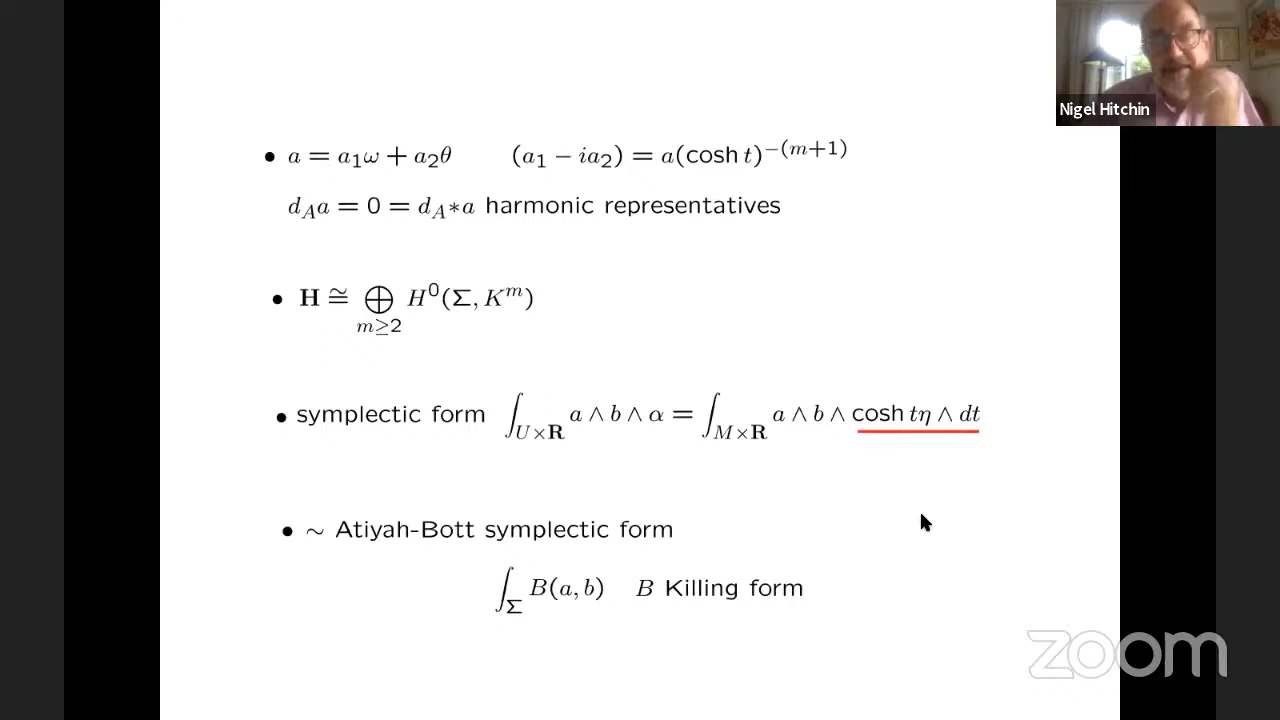 Nigel Hitchin
• a = a₁ω + a₂θ (a₁ − ia₂) = a(cosh t)^{−(m+1)}
d_A a = 0 = d_A ∗ a harmonic representatives
• H ≅ ⊕_{m≥2} H⁰(Σ, K^m)
• symplectic form ∫_{U×R} a ∧ b ∧ α = ∫_{M×R} a ∧ b ∧ cosh tη ∧ dt
• ∼ Atiyah-Bott symplectic form
∫_Σ B(a, b) B Killing form
zoom